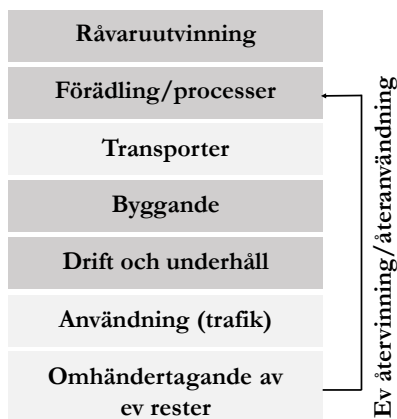 Råvaruutvinning
Förädling/processer
Transporter
Byggande
Drift och underhåll
Användning (trafik)
Omhändertagande av
ev rester
Ev återvinning/återanvändning